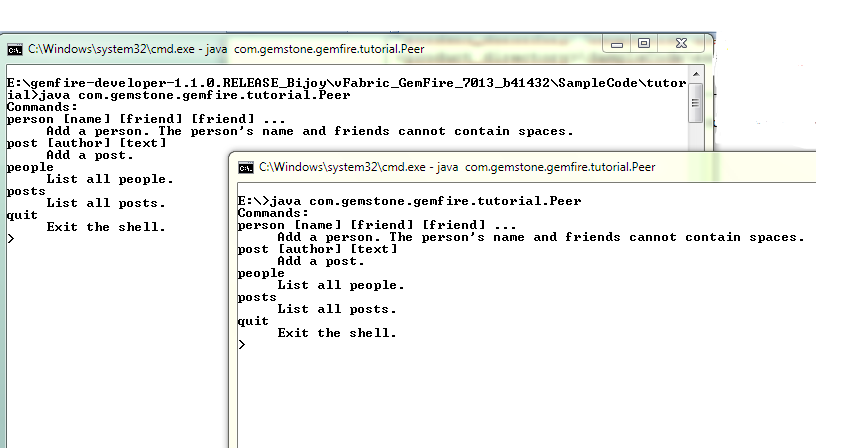 C:\Windows\system32\cmd.exe - java  com.gemstone.gemfire.tutorial.Peer
E:\gemfire-developer-1.1.0.RELEASE_Bijoy\vFabric_GemFire_7013_b41432\SampleCode\tutor
ial>java com.gemstone.gemfire.tutorial.Peer
Commands:
person [name] [friend] [friend] ...
     Add a person. The person's name and friends cannot contain spaces.
post [author] [text]
     Add a post.
people
     List all people.
posts
     List all posts.
quit
     Exit the shell.
>
C:\Windows\system32\cmd.exe - java  com.gemstone.gemfire.tutorial.Peer
E:\>java com.gemstone.gemfire.tutorial.Peer
Commands:
person [name] [friend] [friend] ...
     Add a person. The person's name and friends cannot contain spaces.
post [author] [text]
     Add a post.
people
     List all people.
posts
     List all posts.
quit
     Exit the shell.
>